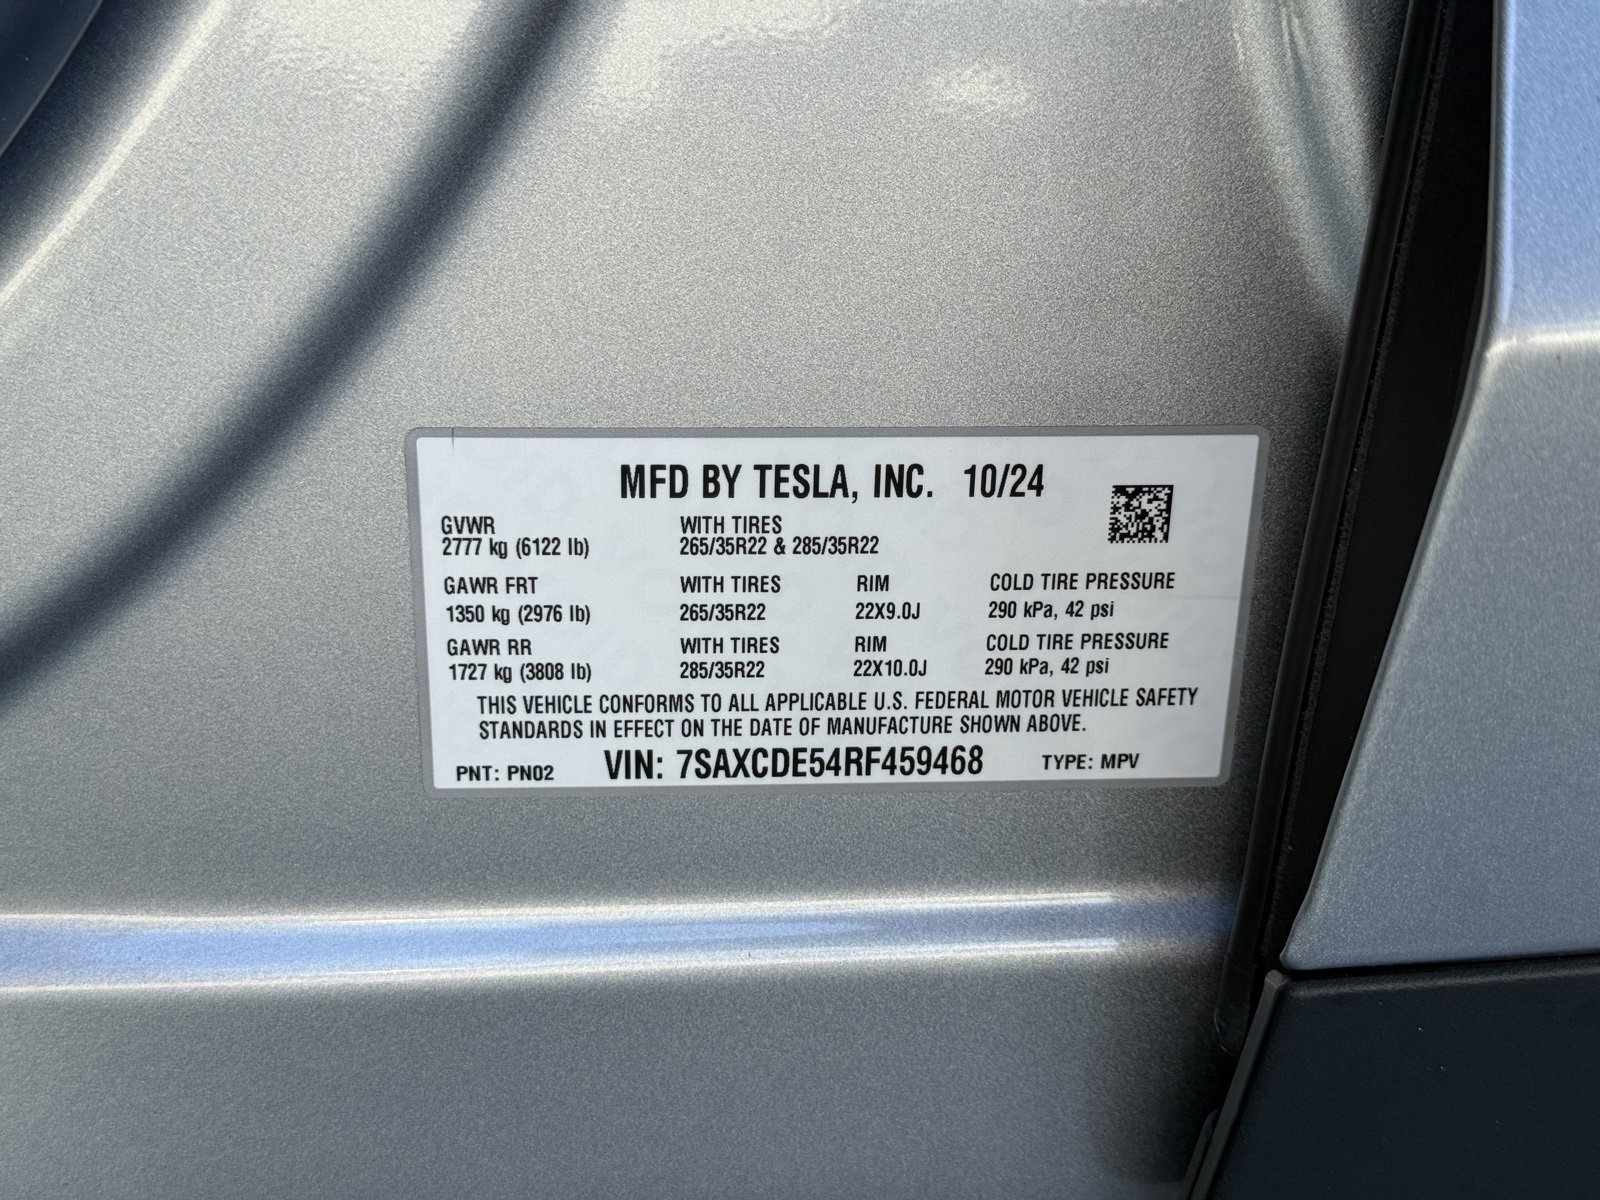 MFD BY TESLA, INC. 10/24
GVWR WITH TIRES
2777 kg (6122 lb) 265/35R22 & 285/35R22
GAWR FRT WITH TIRES RIM COLD TIRE PRESSURE
1350 kg (2976 lb) 265/35R22 22X9.0J 290 kPa, 42 psi
GAWR RR WITH TIRES RIM COLD TIRE PRESSURE
1727 kg (3808 lb) 285/35R22 22X10.0J 290 kPa, 42 psi
THIS VEHICLE CONFORMS TO ALL APPLICABLE U.S. FEDERAL MOTOR VEHICLE SAFETY
STANDARDS IN EFFECT ON THE DATE OF MANUFACTURE SHOWN ABOVE.
PNT: PN02 VIN: 7SAXCDE54RF459468 TYPE: MPV